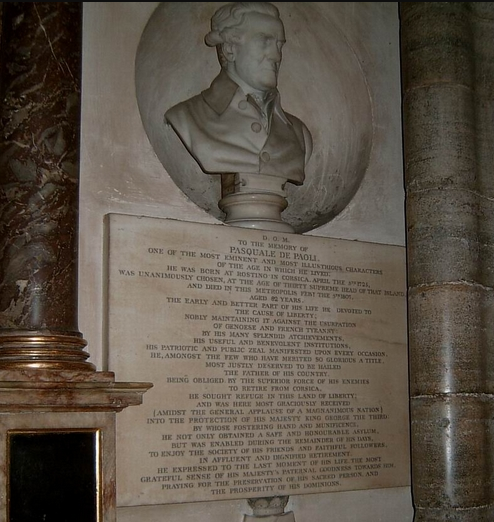 D. O. M.
TO THE MEMORY OF
PASQUALE DE PAOLI,
ONE OF THE MOST EMINENT AND MOST ILLUSTRIOUS CHARACTERS
OF THE AGE IN WHICH HE LIVED.
HE WAS BORN AT ROSTINO IN CORSICA, APRIL THE
WAS UNANIMOUSLY CHOSEN, AT THE AGE OF THIRTY SUPREME HEAD OF THAT ISLAND,
AND DIED IN THIS METROPOLIS FEBY THE
AGED 82 YEARS.
THE EARLY AND BETTER PART OF HIS LIFE HE DEVOTED TO
THE CAUSE OF LIBERTY;
NOBLY MAINTAINING IT AGAINST THE USURPATION
OF GENOESE AND FRENCH TYRANNY.
BY HIS MANY SPLENDID ATCHIEVEMENTS,
HIS USEFUL AND BENEVOLENT INSTITUTIONS,
HIS PATRIOTIC AND PUBLIC ZEAL MANIFESTED UPON EVERY OCCASION,
HE, AMONGST THE FEW WHO HAVE MERITED SO GLORIOUS A TITLE,
MOST JUSTLY DESERVED TO BE HAILED
THE FATHER OF HIS COUNTRY.
BEING OBLIGED BY THE SUPERIOR FORCE OF HIS ENEMIES
TO RETIRE FROM CORSICA,
HE SOUGHT REFUGE IN THIS LAND OF LIBERTY;
AND WAS HERE MOST GRACIOUSLY RECEIVED
[AMIDST THE GENERAL APPLAUSE OF A MAGNANIMOUS NATION]
INTO THE PROTECTION OF HIS MAJESTY KING GEORGE THE THIRD,
BY WHOSE FOSTERING HAND AND MUNIFICENCE,
HE NOT ONLY OBTAINED A SAFE AND HONOURABLE ASYLUM,
BUT WAS ENABLED DURING THE REMAINDER OF HIS DAYS,
TO ENJOY THE SOCIETY OF HIS FRIENDS AND FAITHFUL FOLLOWERS,
IN AFFLUENT AND DIGNIFIED RETIREMENT.
HE EXPRESSED TO THE LAST MOMENT OF HIS LIFE THE MOST
GRATEFUL SENSE OF HIS MAJESTY'S PATERNAL GOODNESS TOWARDS HIM,
PRAYING FOR THE PRESERVATION OF HIS SACRED PERSON, AND
THE PROSPERITY OF HIS DOMINIONS.